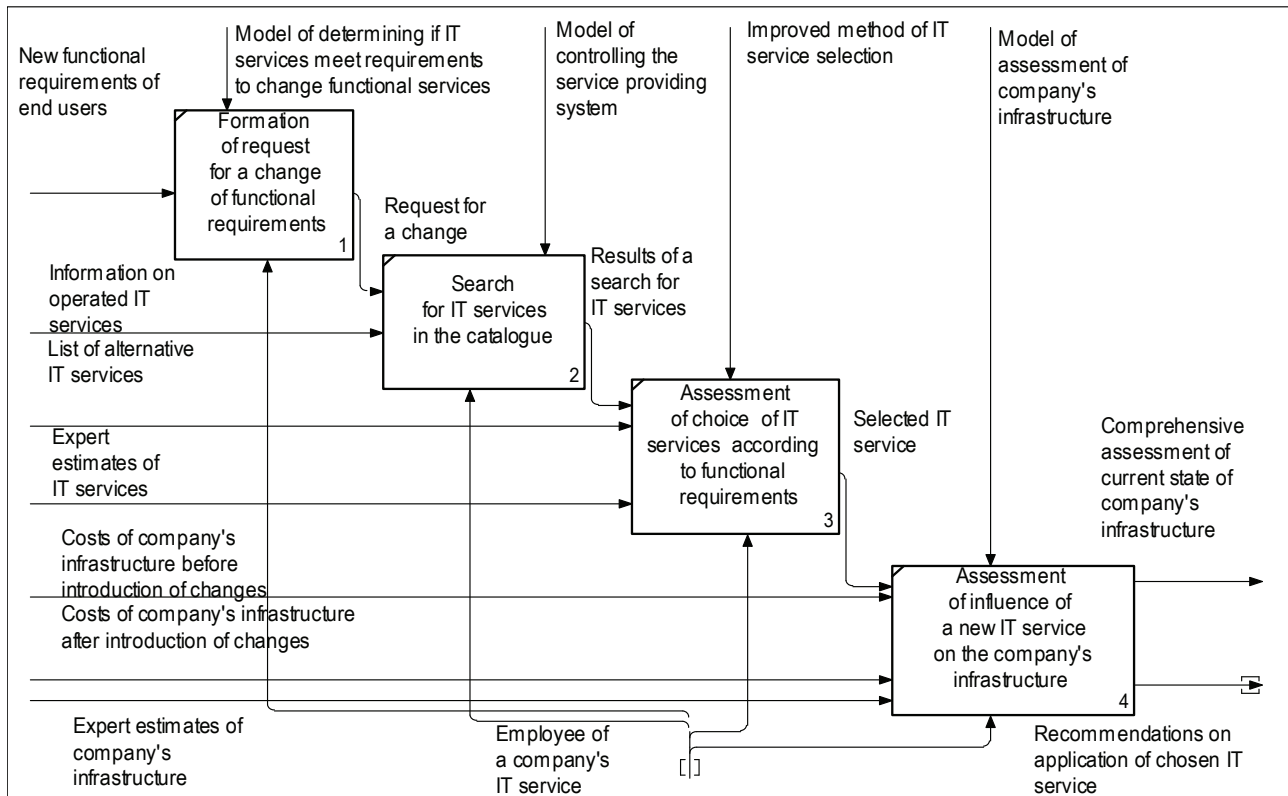 New functional
requirements of
end users
Model of determining if IT
services meet requirements
to change functional services
Model of
controlling the
service providing
system
Improved method of IT
service selection
Model of
assessment of
company's
infrastructure
Formation
of request
for a change
of functional
requirements
1
Request for
a change
Information on
operated IT
services
Search
for IT services
in the catalogue
2
Results of a
search for
IT services
List of alternative
IT services
Assessment
of choice of IT
services according
to functional
requirements
3
Selected IT
service
Expert
estimates of
IT services
Comprehensive
assessment of
current state of
company's
infrastructure
Costs of company's
infrastructure before
introduction of changes
Costs of company's infrastructure
after introduction of changes
Assessment
of influence of
a new IT service
on the company's
infrastructure
4
Expert estimates of
company's
infrastructure
Employee of
a company's
IT service
Recommendations on
application of chosen IT
service